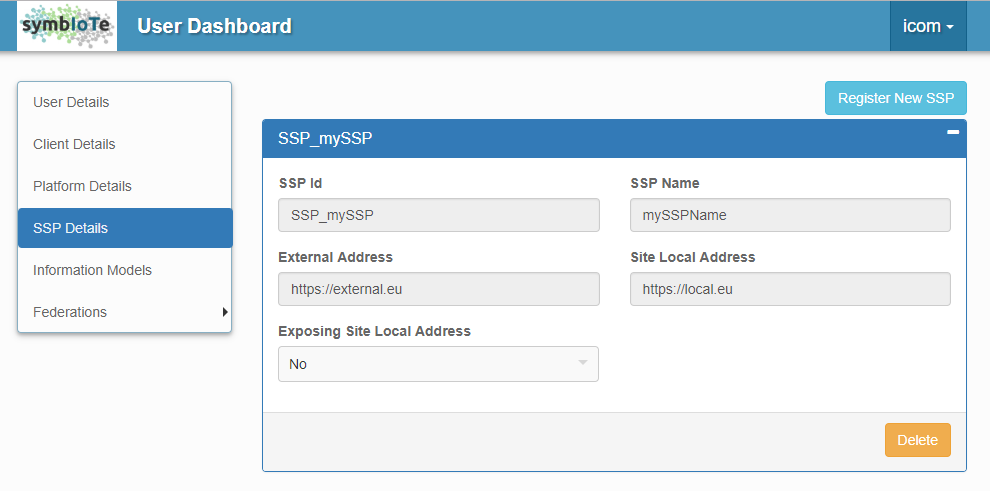 symbIoTe
User Dashboard
icom
User Details
Client Details
Platform Details
SSP Details
Information Models
Federations
Register New SSP
SSP_mySSP
SSP Id
SSP Name
SSP_mySSP
mySSPName
External Address
Site Local Address
https://external.eu
https://local.eu
Exposing Site Local Address
No
Delete